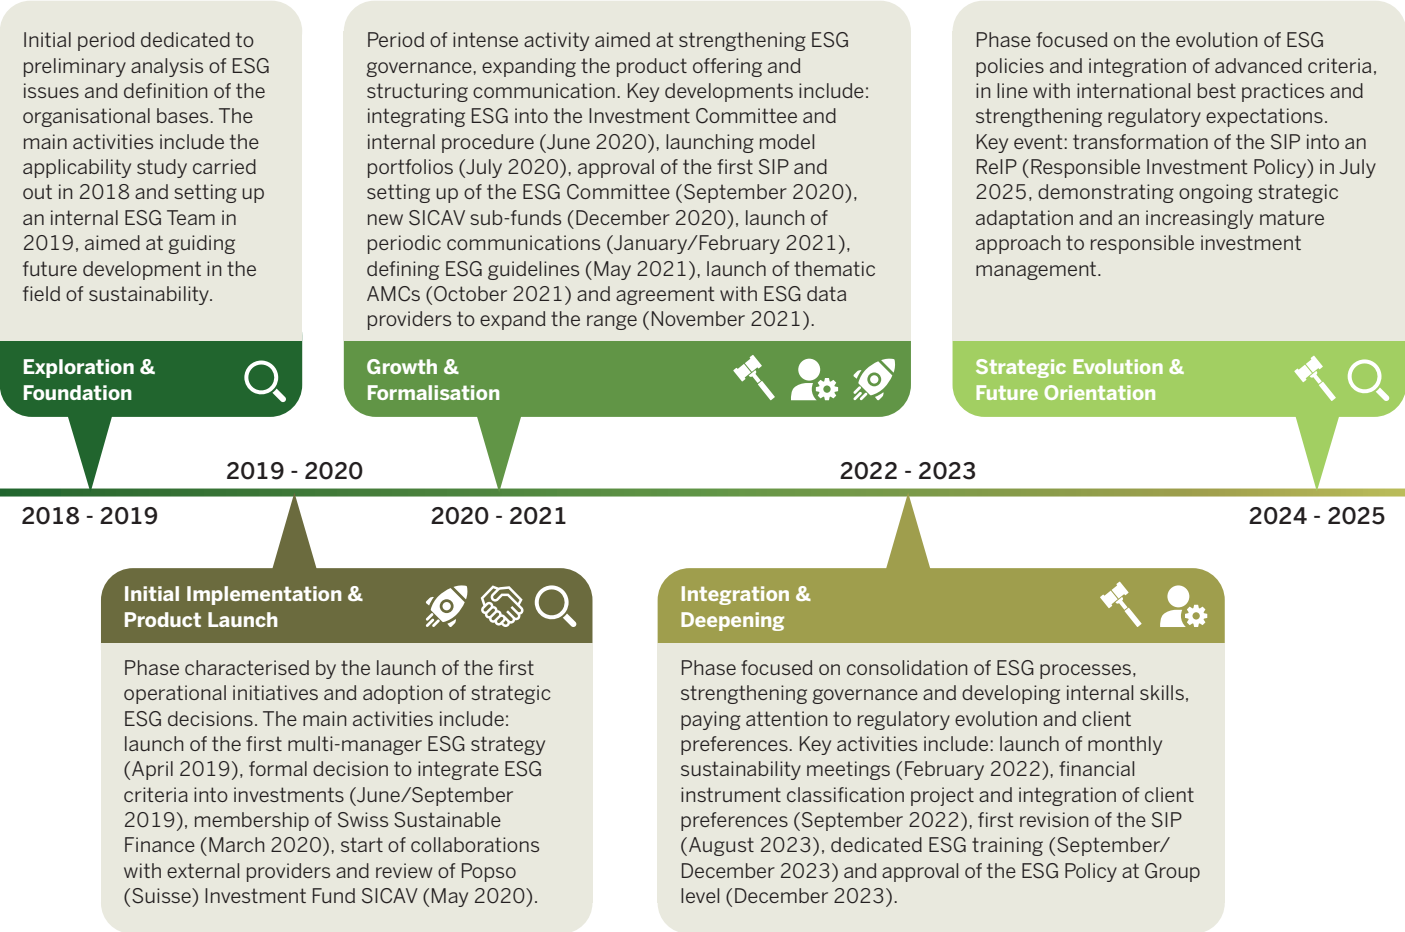 Initial period dedicated to
preliminary analysis of ESG
issues and definition of the
organisational bases. The
main activities include the
applicability study carried
out in 2018 and setting up
an internal ESG Team in
2019, aimed at guiding
future development in the
field of sustainability.
Exploration &
Foundation
2018 - 2019
2019 - 2020
Initial Implementation &
Product Launch
Phase characterised by the launch of the first
operational initiatives and adoption of strategic
ESG decisions. The main activities include:
launch of the first multi-manager ESG strategy
(April 2019), formal decision to integrate ESG
criteria into investments (June/September
2019), membership of Swiss Sustainable
Finance (March 2020), start of collaborations
with external providers and review of Popso
(Suisse) Investment Fund SICAV (May 2020).
Period of intense activity aimed at strengthening ESG
governance, expanding the product offering and
structuring communication. Key developments include:
integrating ESG into the Investment Committee and
internal procedure (June 2020), launching model
portfolios (July 2020), approval of the first SIP and
setting up of the ESG Committee (September 2020),
new SICAV sub-funds (December 2020), launch of
periodic communications (January/February 2021),
defining ESG guidelines (May 2021), launch of thematic
AMCs (October 2021) and agreement with ESG data
providers to expand the range (November 2021).
Growth &
Formalisation
2020 - 2021
2022 - 2023
Integration &
Deepening
Phase focused on consolidation of ESG processes,
strengthening governance and developing internal skills,
paying attention to regulatory evolution and client
preferences. Key activities include: launch of monthly
sustainability meetings (February 2022), financial
instrument classification project and integration of client
preferences (September 2022), first revision of the SIP
(August 2023), dedicated ESG training (September/
December 2023) and approval of the ESG Policy at Group
level (December 2023).
Phase focused on the evolution of ESG
policies and integration of advanced criteria,
in line with international best practices and
strengthening regulatory expectations.
Key event: transformation of the SIP into an
ReIP (Responsible Investment Policy) in July
2025, demonstrating ongoing strategic
adaptation and an increasingly mature
approach to responsible investment
management.
Strategic Evolution &
Future Orientation
2024 - 2025